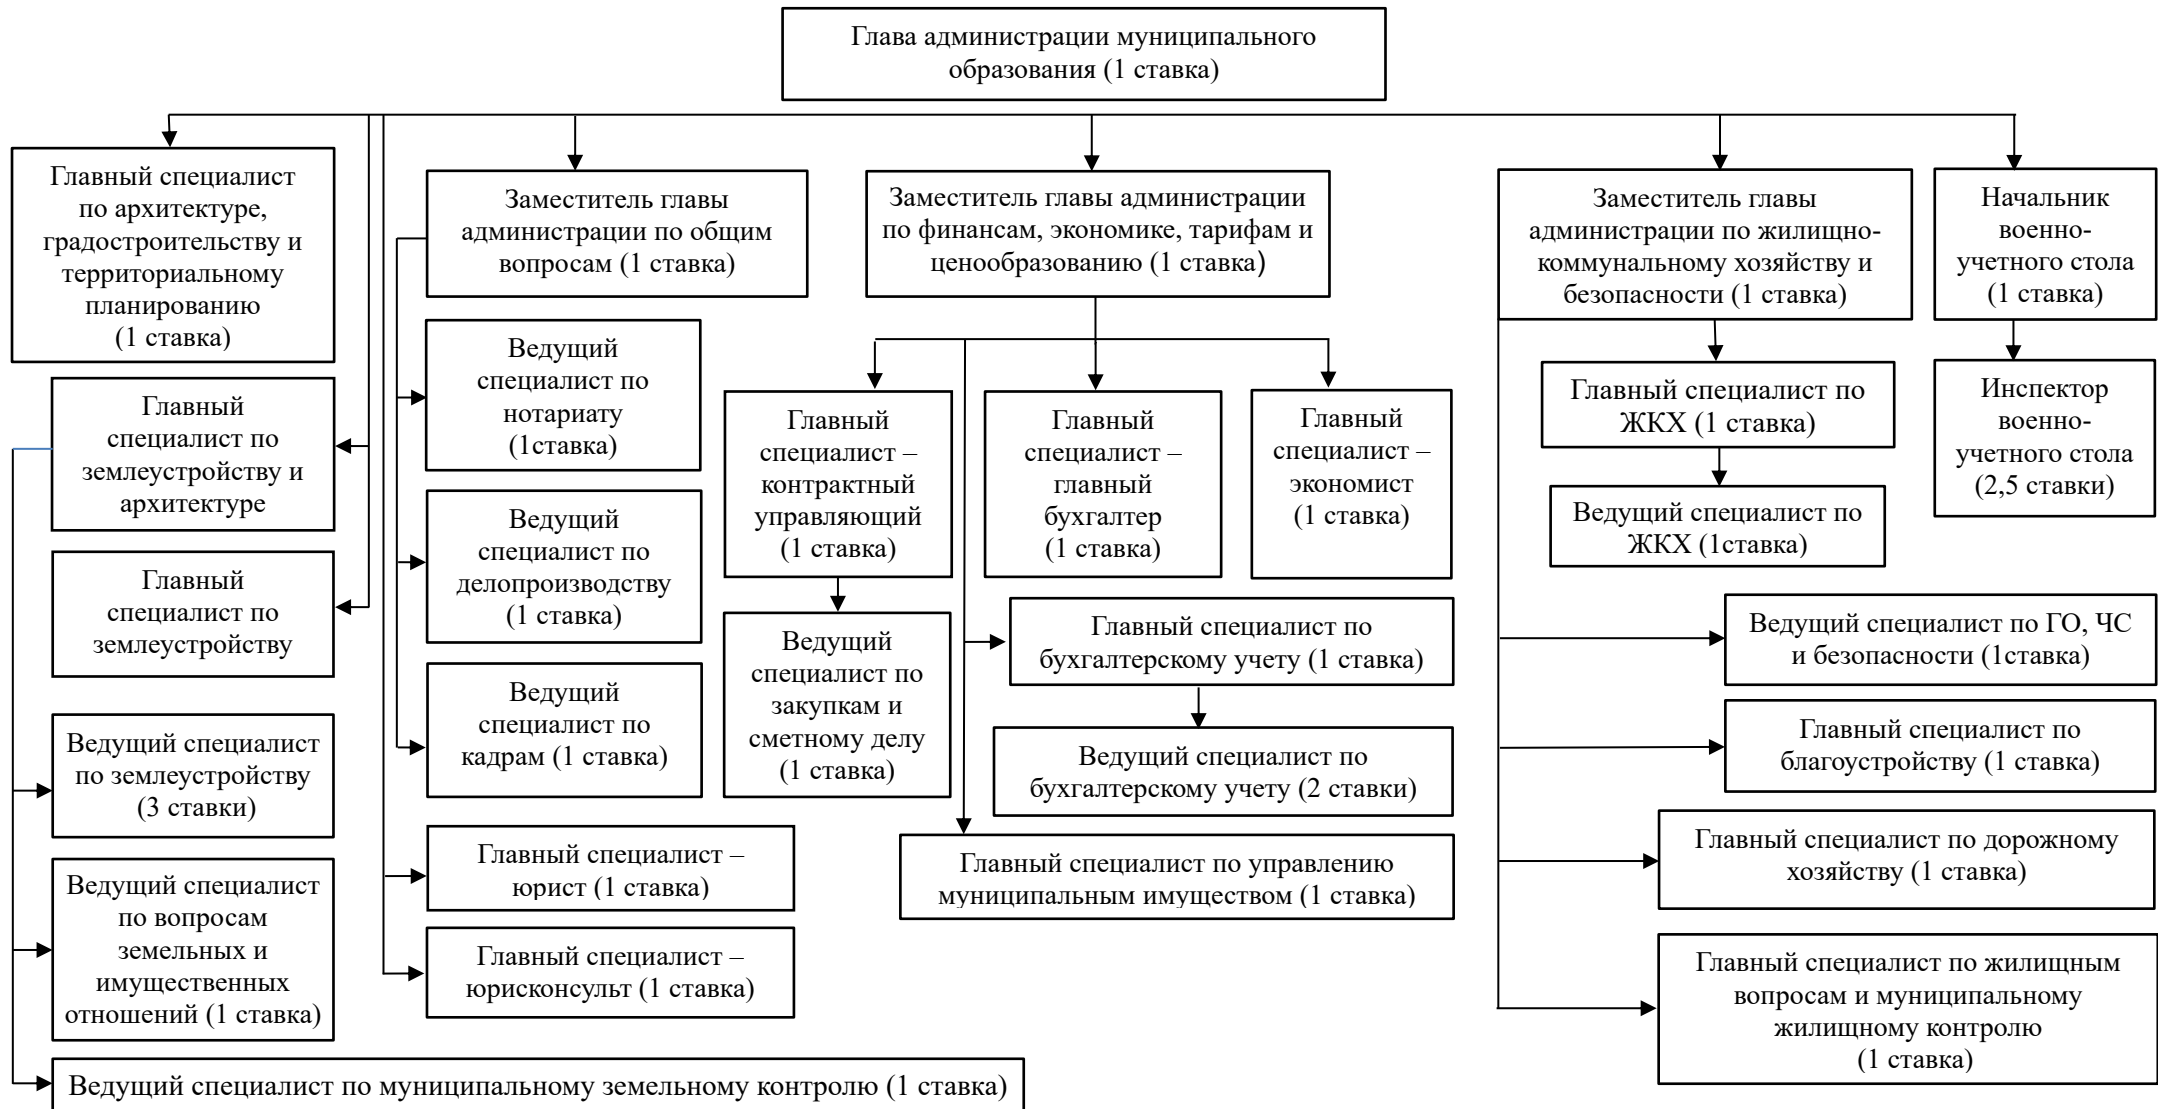 Глава администрации муниципального
образования (1 ставка)
Главный специалист
по архитектуре,
градостроительству и
территориальному
планированию
(1 ставка)
Заместитель главы
администрации по общим
вопросам (1 ставка)
Заместитель главы администрации
по финансам, экономике, тарифам и
ценообразованию (1 ставка)
Заместитель главы
администрации по жилищно-
коммунальному хозяйству и
безопасности (1 ставка)
Начальник
военно-
учетного стола
(1 ставка)
Главный
специалист по
землеустройству и
архитектуре
Главный
специалист по
землеустройству
Ведущий специалист
по землеустройству
(3 ставки)
Ведущий специалист
по вопросам
земельных и
имущественных
отношений (1 ставка)
Ведущий специалист по муниципальному земельному контролю (1 ставка)
Ведущий
специалист по
нотариату
(1ставка)
Ведущий
специалист по
делопроизводству
(1 ставка)
Ведущий
специалист по
кадрам (1 ставка)
Главный специалист –
юрист (1 ставка)
Главный специалист –
юрисконсульт (1 ставка)
Главный
специалист –
контрактный
управляющий
(1 ставка)
Ведущий
специалист по
закупкам и
сметному делу
(1 ставка)
Главный
специалист –
главный
бухгалтер
(1 ставка)
Главный
специалист –
экономист
(1 ставка)
Главный специалист по
бухгалтерскому учету (1 ставка)
Ведущий специалист по
бухгалтерскому учету (2 ставки)
Главный специалист по управлению
муниципальным имуществом (1 ставка)
Главный специалист по
ЖКХ (1 ставка)
Ведущий специалист по
ЖКХ (1ставка)
Инспектор
военно-
учетного стола
(2,5 ставки)
Ведущий специалист по ГО, ЧС
и безопасности (1ставка)
Главный специалист по
благоустройству (1 ставка)
Главный специалист по дорожному
хозяйству (1 ставка)
Главный специалист по жилищным
вопросам и муниципальному
жилищному контролю
(1 ставка)